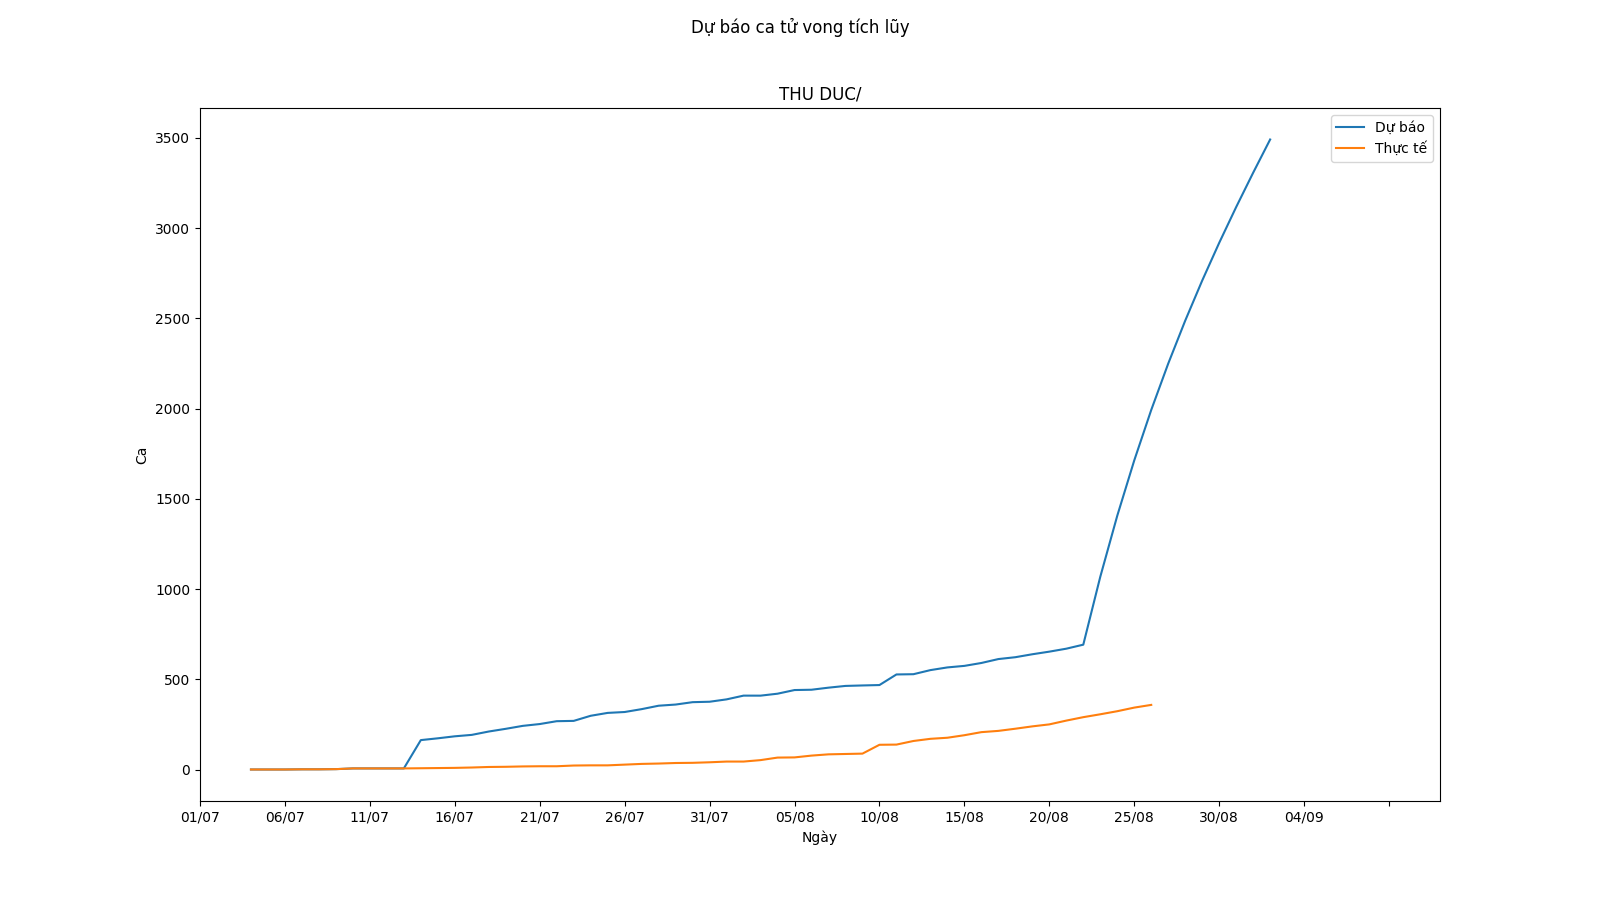 Dự báo ca tử vong tích lũy
THU DUC/
Dự báo
Thực tế
3500
3000
2500
2000
1500
1000
500
0
Ca
01/07 06/07 11/07 16/07 21/07 26/07 31/07 05/08 10/08 15/08 20/08 25/08 30/08 04/09
Ngày